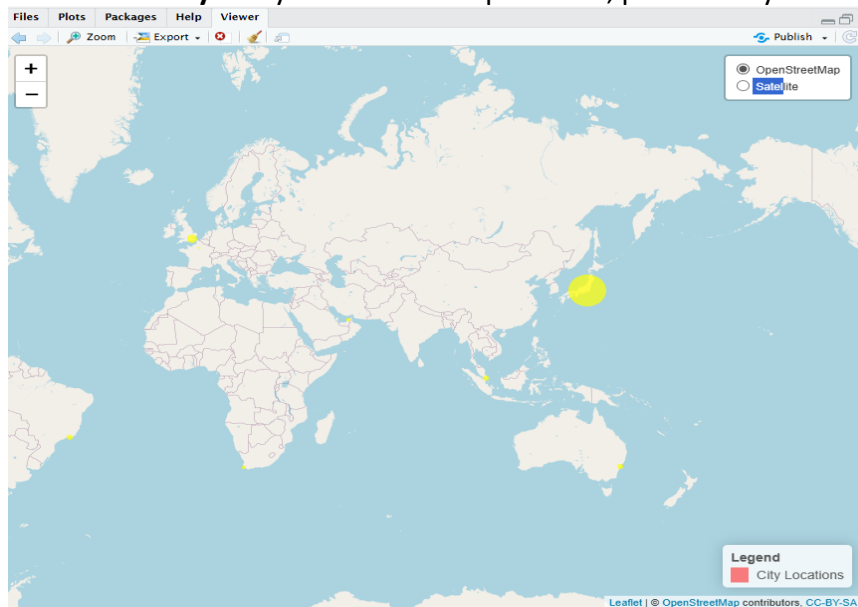 Files Plots Packages Help Viewer
Zoom Export Publish
+
−
OpenStreetMap
Satellite
Legend
City Locations
Leaflet | © OpenStreetMap contributors, CC-BY-SA